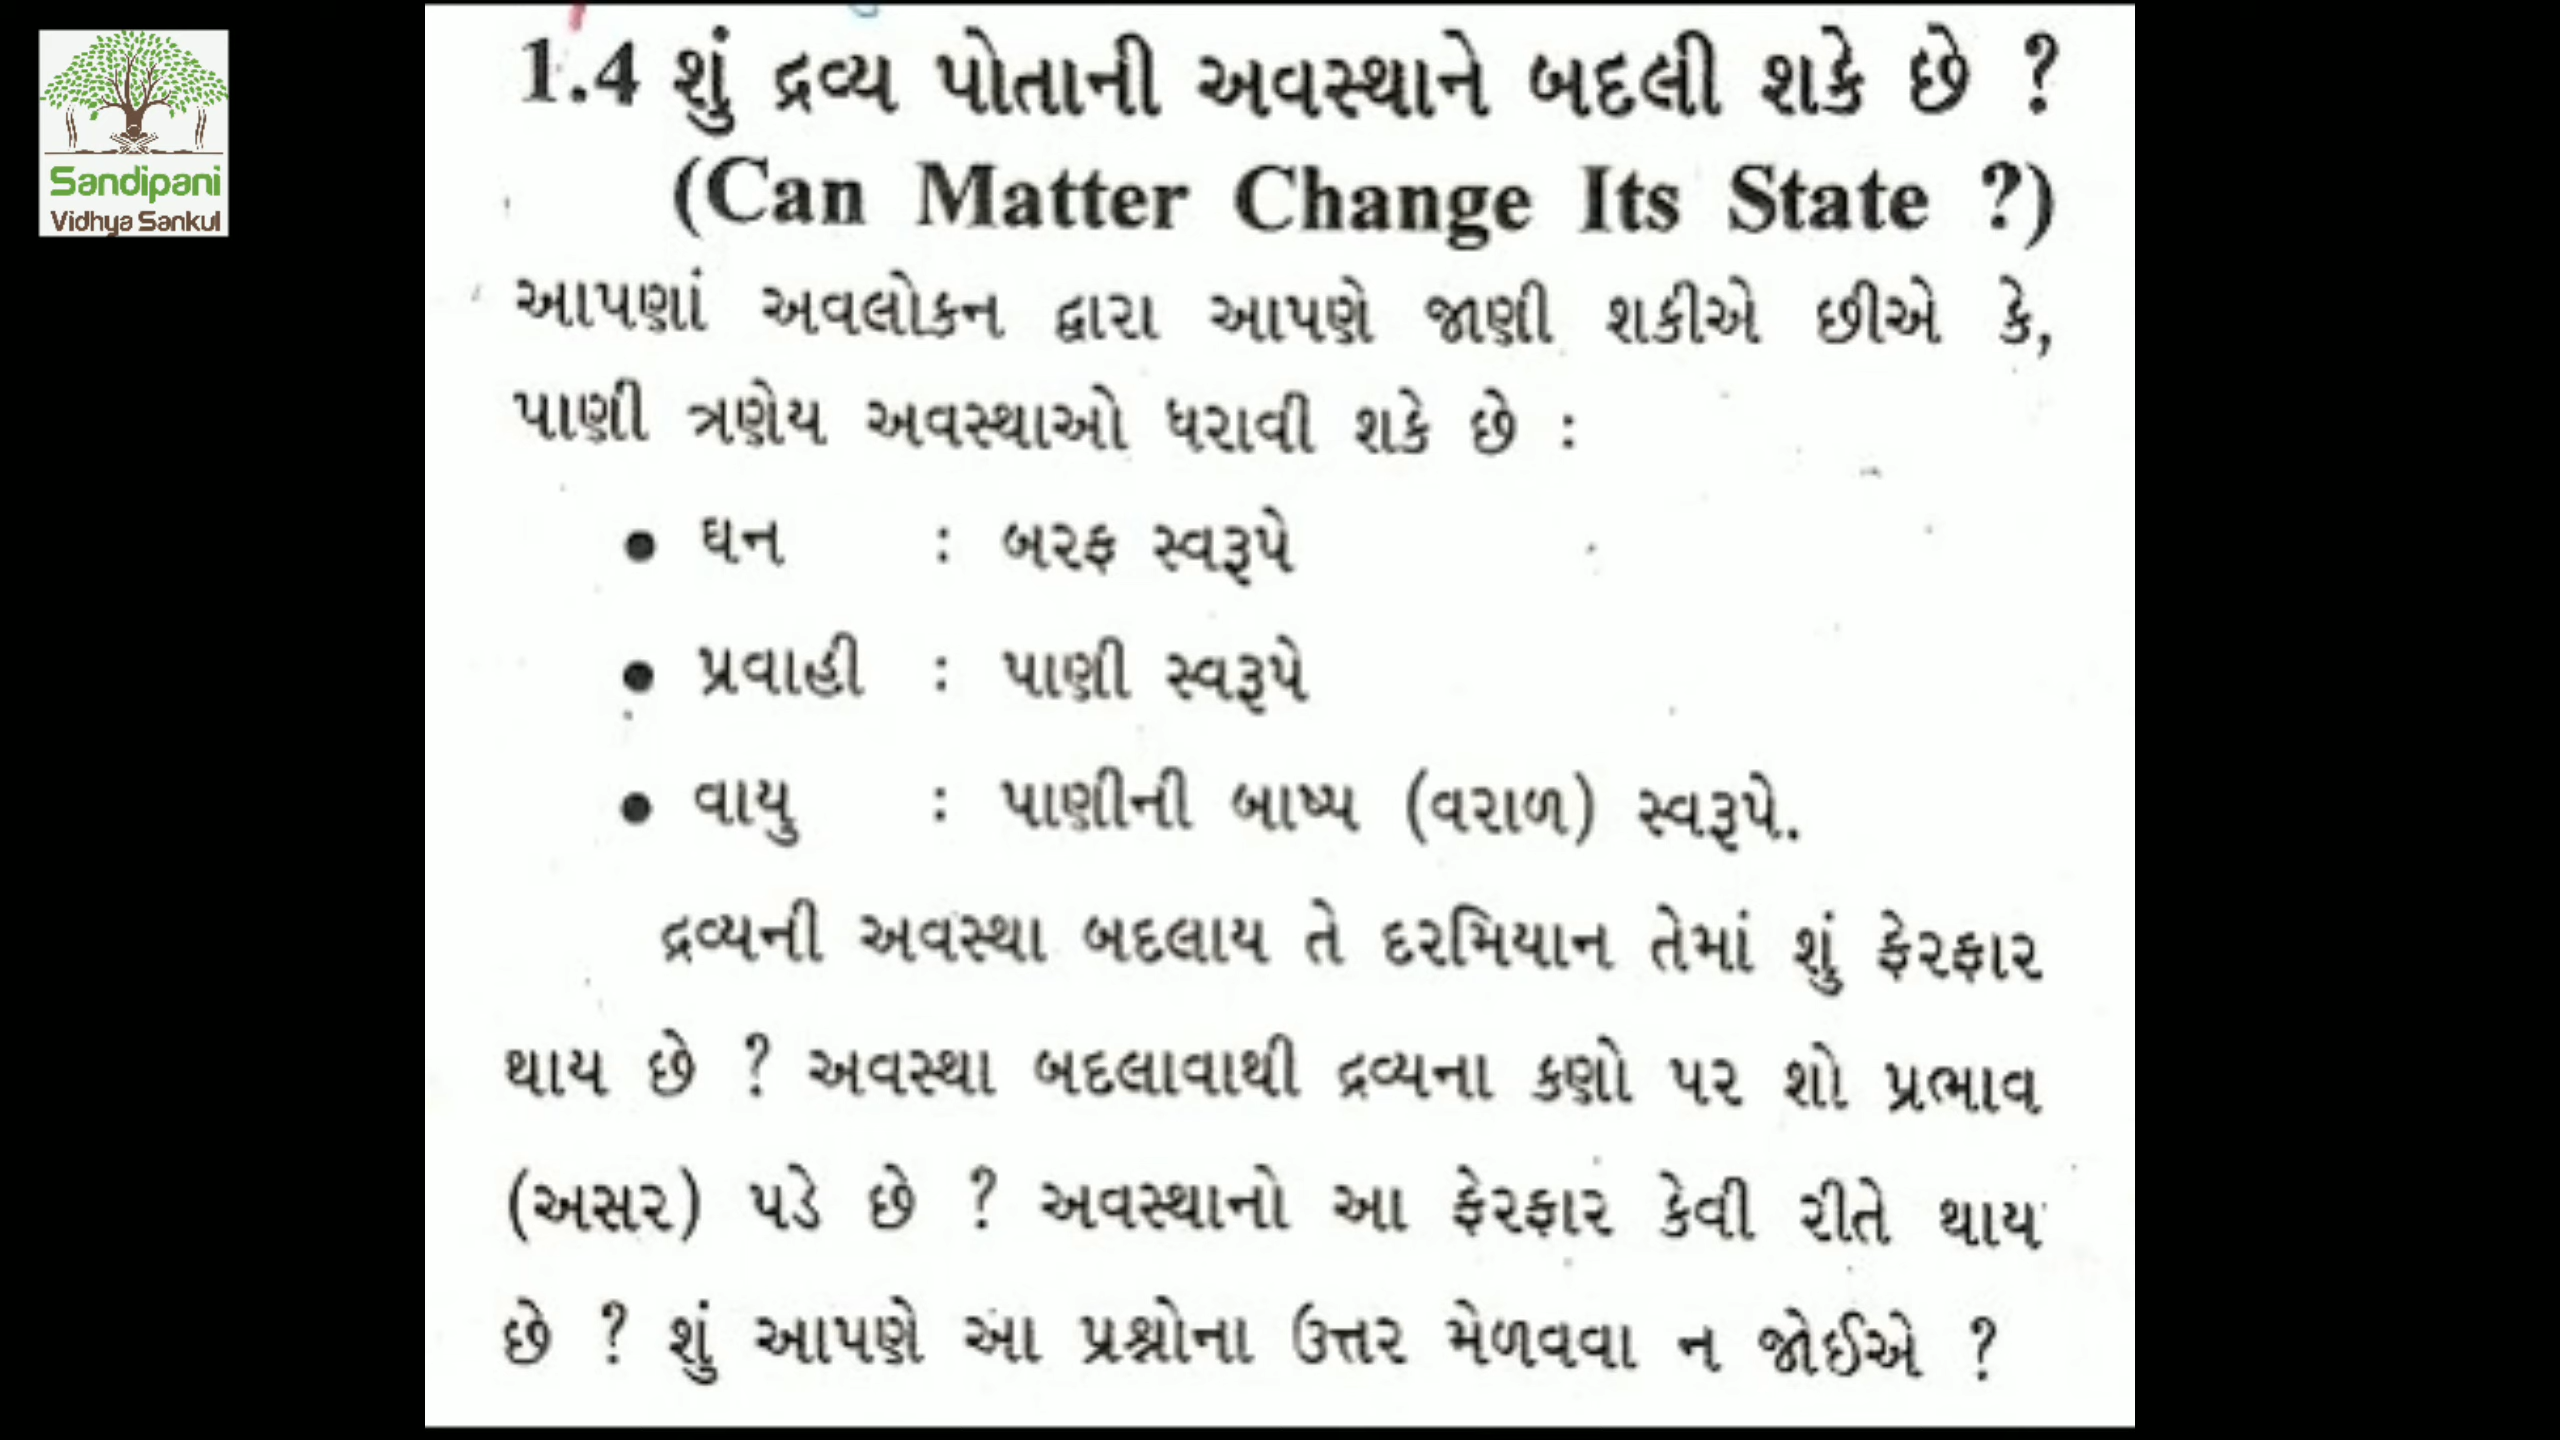 Sandipani
Vidhya Sankul
1.4 શું દ્રવ્ય પોતાની અવસ્થાને બદલી શકે છે ?
(Can Matter Change Its State ?)
આપણાં અવલોકન દ્વારા આપણે જાણી શકીએ છીએ કે,
પાણી ત્રણેય અવસ્થાઓ ધરાવી શકે છે :
• ઘન : બરફ સ્વરૂપે
• પ્રવાહી : પાણી સ્વરૂપે
• વાયુ : પાણીની બાષ્પ (વરાળ) સ્વરૂપે.
દ્રવ્યની અવસ્થા બદલાય તે દરમિયાન તેમાં શું ફેરફાર
થાય છે ? અવસ્થા બદલાવાથી દ્રવ્યના કણો પર શો પ્રભાવ
(અસર) પડે છે ? અવસ્થાનો આ ફેરફાર કેવી રીતે થાય
છે ? શું આપણે આ પ્રશ્નોના ઉત્તર મેળવવા ન જોઈએ ?